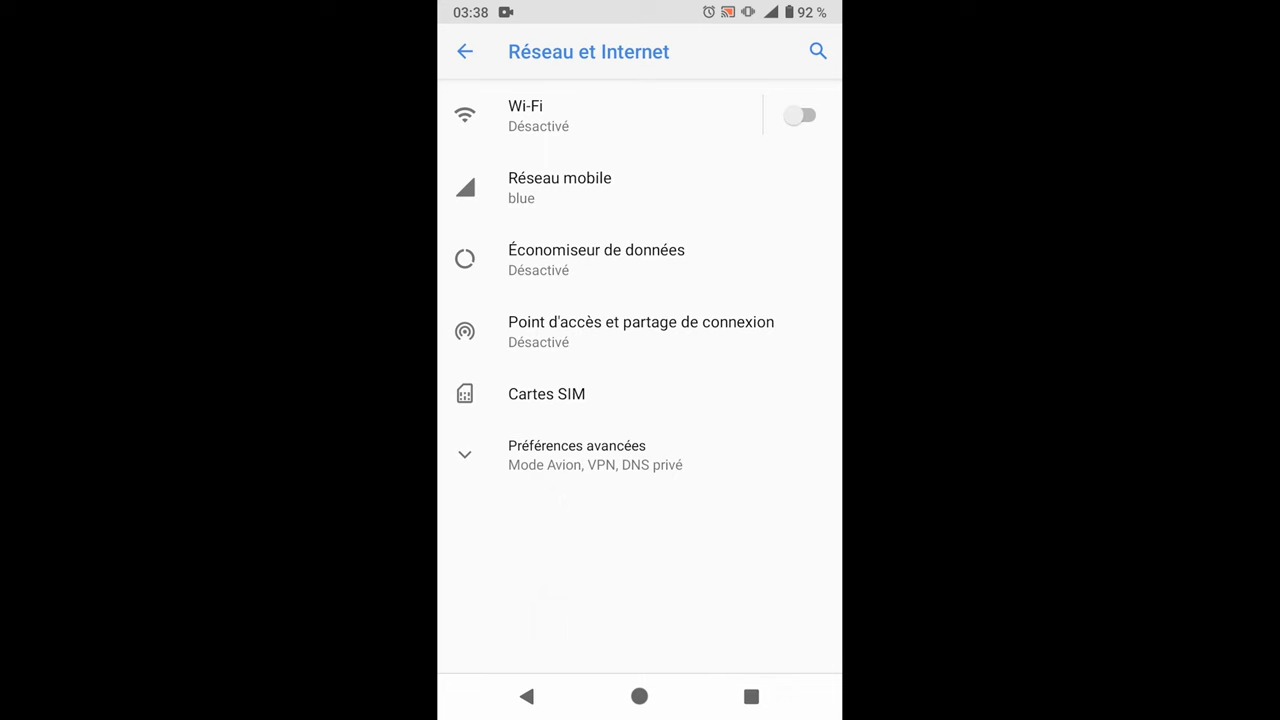 03:38
92 %
Réseau et Internet
Wi-Fi
Désactivé
Réseau mobile
blue
Économiseur de données
Désactivé
Point d'accès et partage de connexion
Désactivé
Cartes SIM
Préférences avancées
Mode Avion, VPN, DNS privé